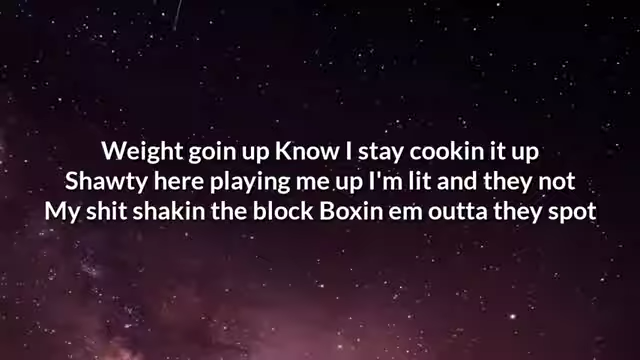 Weight goin up Know I stay cookin it up
Shawty here playing me up I'm lit and they not
My shit shakin the block Boxin em outta they spot